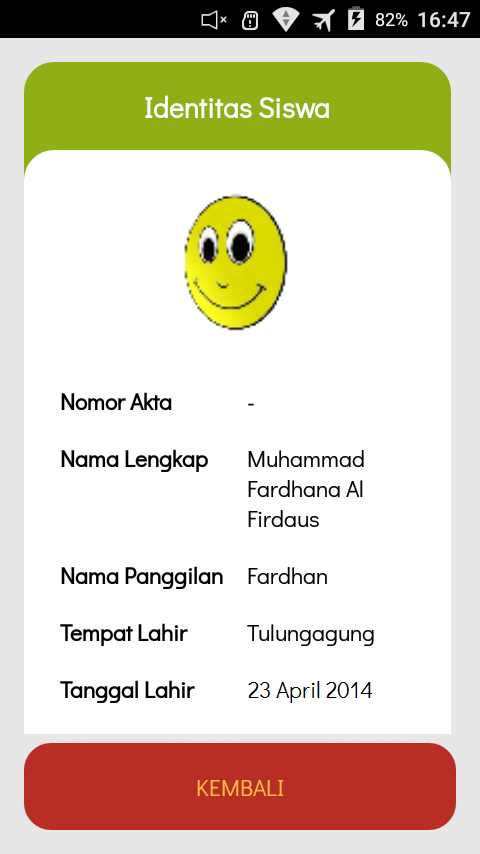 82% 16:47
Identitas Siswa
Nomor Akta -
Nama Lengkap Muhammad
Fardhana Al
Firdaus
Nama Panggilan Fardhan
Tempat Lahir Tulungagung
Tanggal Lahir 23 April 2014
KEMBALI